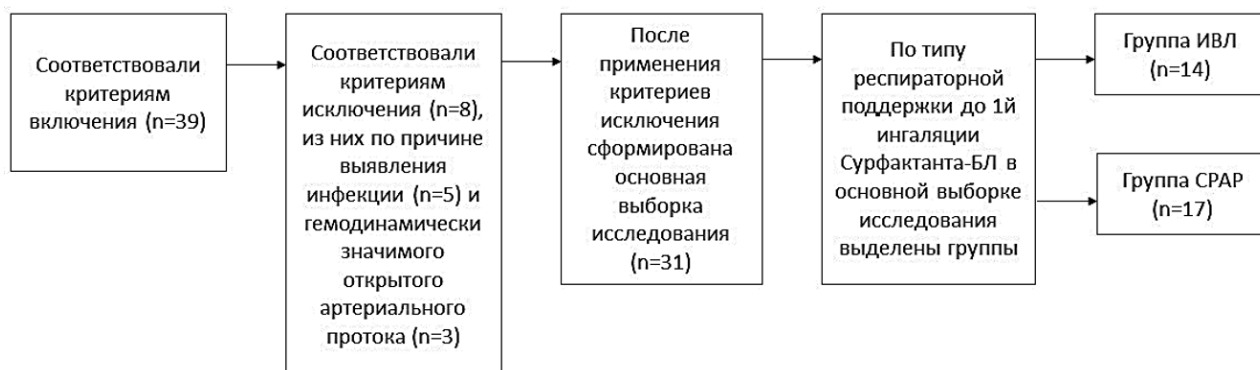 Соответствовали
критериям
включения (n=39)
Соответствовали
критериям
исключения (n=8),
из них по причине
выявления
инфекции (n=5) и
гемодинамически
значимого
открытого
артериального
протока (n=3)
После
применения
критериев
исключения
сформирована
основная
выборка
исследования
(n=31)
По типу
респираторной
поддержки до 1й
ингаляции
Сурфактанта-БЛ в
основной выборке
исследования
выделены группы
Группа ИВЛ
(n=14)
Группа СРАР
(n=17)